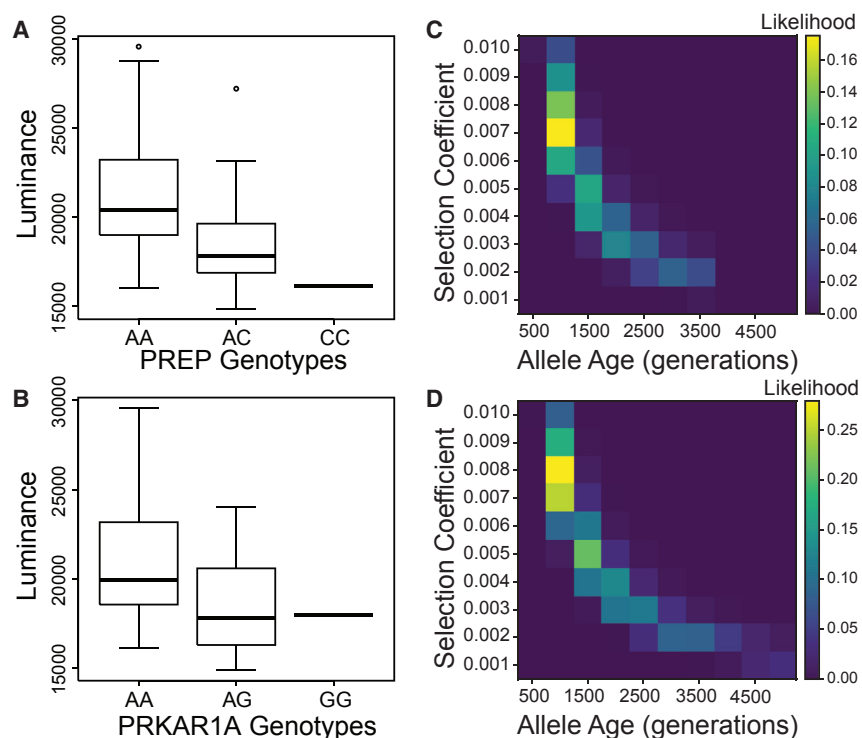 A
Luminance
30000
25000
20000
15000
AA AC CC
PREP Genotypes
C
Likelihood
Selection Coefficient
0.010
0.009
0.008
0.007
0.006
0.005
0.004
0.003
0.002
0.001
500 1500 2500 3500 4500
Allele Age (generations)
0.16
0.14
0.12
0.10
0.08
0.06
0.04
0.02
0.00
B
Luminance
30000
25000
20000
15000
AA AG GG
PRKAR1A Genotypes
D
Likelihood
Selection Coefficient
0.010
0.009
0.008
0.007
0.006
0.005
0.004
0.003
0.002
0.001
500 1500 2500 3500 4500
Allele Age (generations)
0.25
0.20
0.15
0.10
0.05
0.00